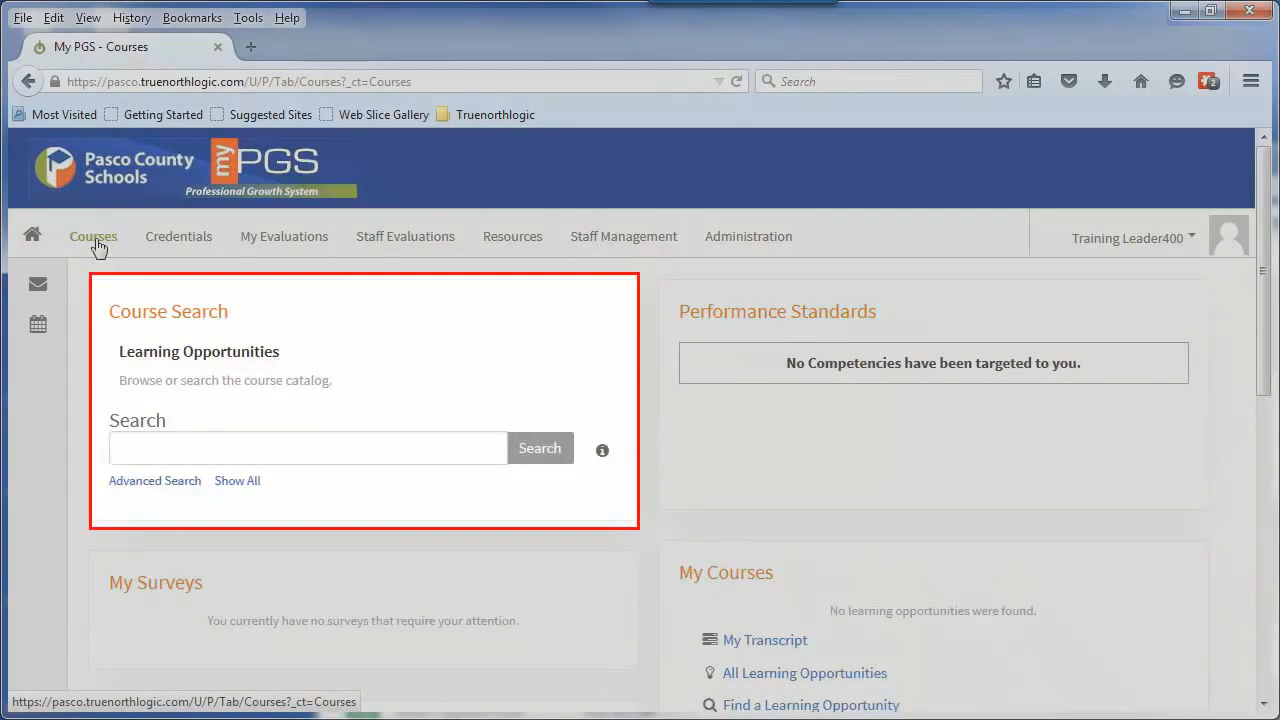 File Edit View History Bookmarks Tools Help
My PGS - Courses
https://pasco.truenorthlogic.com/U/P/Tab/Courses?_ct=Courses
Search
2
Most Visited Getting Started Suggested Sites Web Slice Gallery Truenorthlogic
Pasco County
Schools
myPGS
Professional Growth System
Courses Credentials My Evaluations Staff Evaluations Resources Staff Management Administration
Training Leader400
Course Search
Learning Opportunities
Browse or search the course catalog.
Search
Search
Advanced Search Show All
Performance Standards
No Competencies have been targeted to you.
My Surveys
You currently have no surveys that require your attention.
My Courses
No learning opportunities were found.
My Transcript
All Learning Opportunities
Find a Learning Opportunity
https://pasco.truenorthlogic.com/U/P/Tab/Courses?_ct=Courses